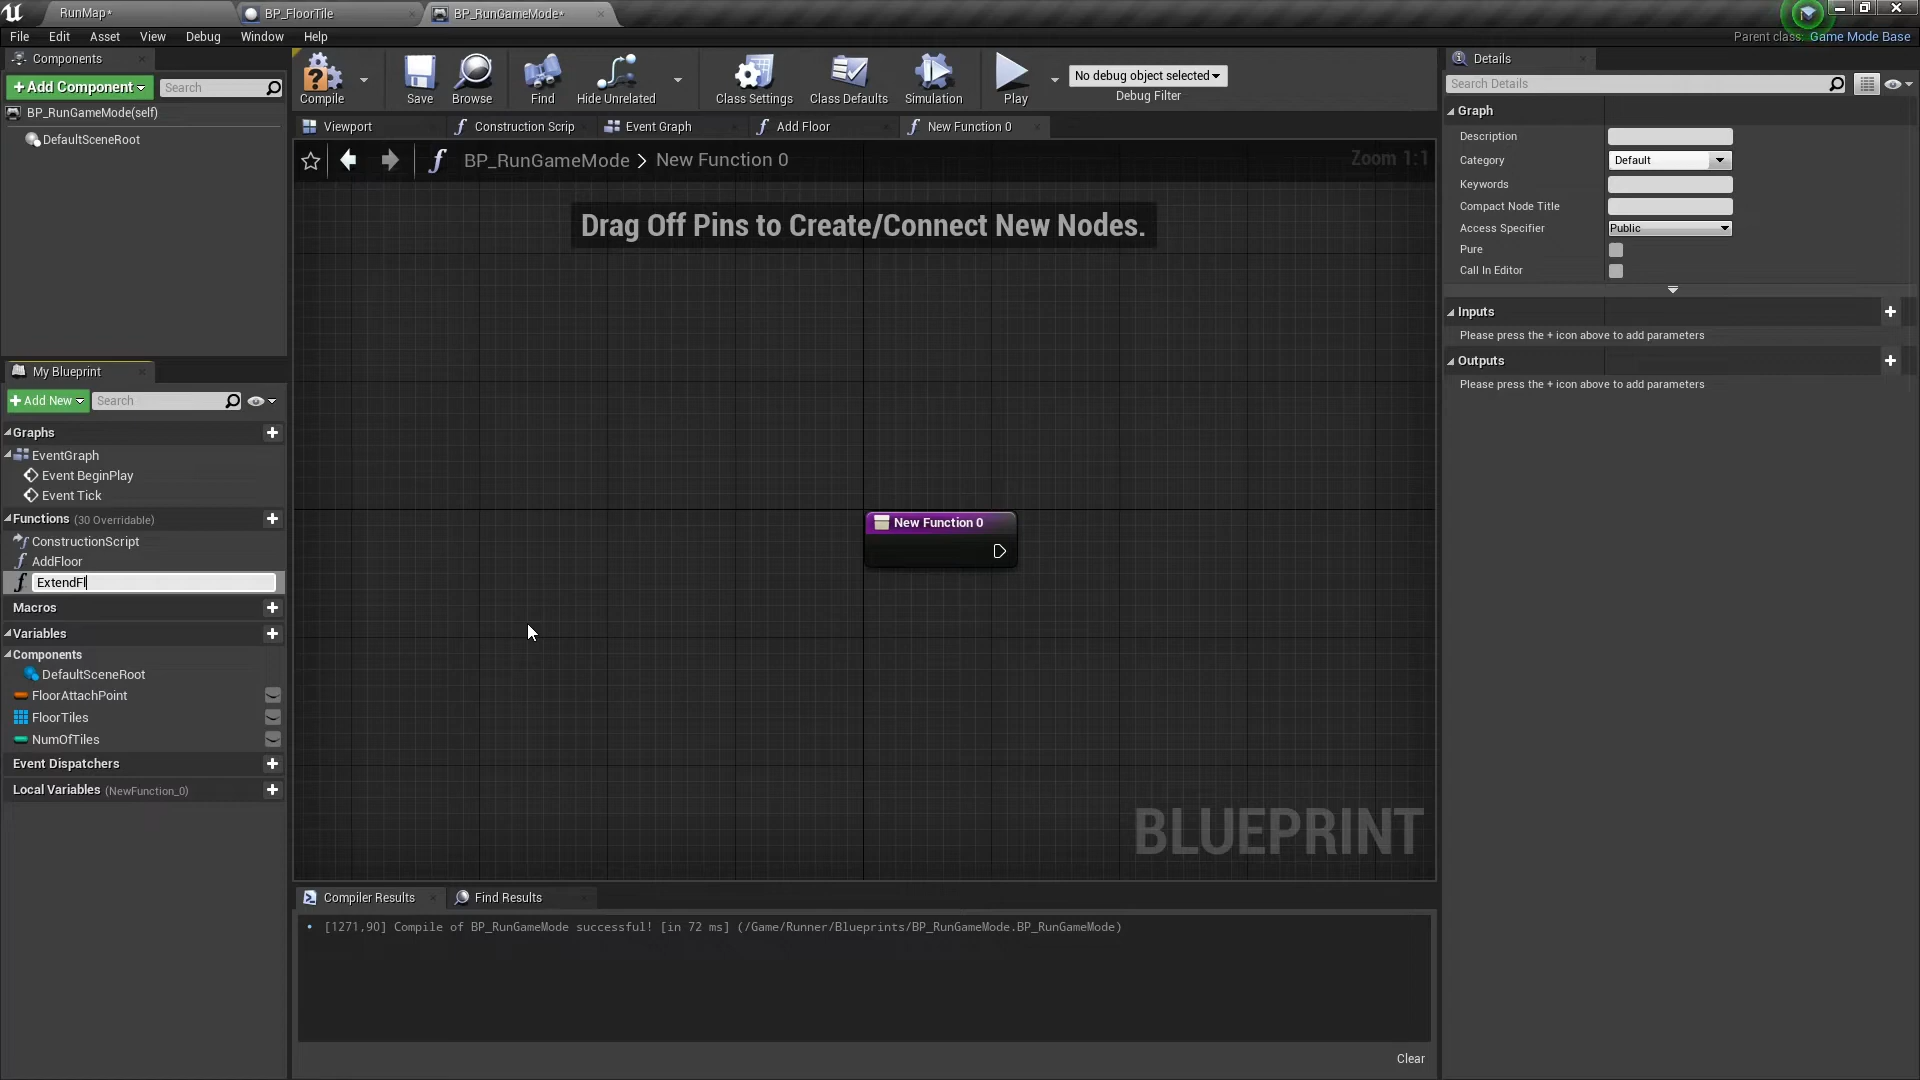 RunMap*
BP_FloorTile
BP_RunGameMode*
File Edit Asset View Debug Window Help
Parent class: Game Mode Base
Components
Add Component
Search
BP_RunGameMode(self)
DefaultSceneRoot
Compile
Save
Browse
Find
Hide Unrelated
Class Settings
Class Defaults
Simulation
Play
No debug object selected
Debug Filter
Viewport
Construction Scrip
Event Graph
Add Floor
New Function 0
BP_RunGameMode > New Function 0
Zoom 1:1
Drag Off Pins to Create/Connect New Nodes.
New Function 0
BLUEPRINT
My Blueprint
Add New
Search
Graphs
EventGraph
Event BeginPlay
Event Tick
Functions (30 Overridable)
ConstructionScript
AddFloor
ExtendFl
Macros
Variables
Components
DefaultSceneRoot
FloorAttachPoint
FloorTiles
NumOfTiles
Event Dispatchers
Local Variables (NewFunction_0)
Compiler Results
Find Results
[1271,90] Compile of BP_RunGameMode successful! [in 72 ms] (/Game/Runner/Blueprints/BP_RunGameMode.BP_RunGameMode)
Clear
Details
Search Details
Graph
Description
Category Default
Keywords
Compact Node Title
Access Specifier Public
Pure
Call In Editor
Inputs
Please press the + icon above to add parameters
Outputs
Please press the + icon above to add parameters